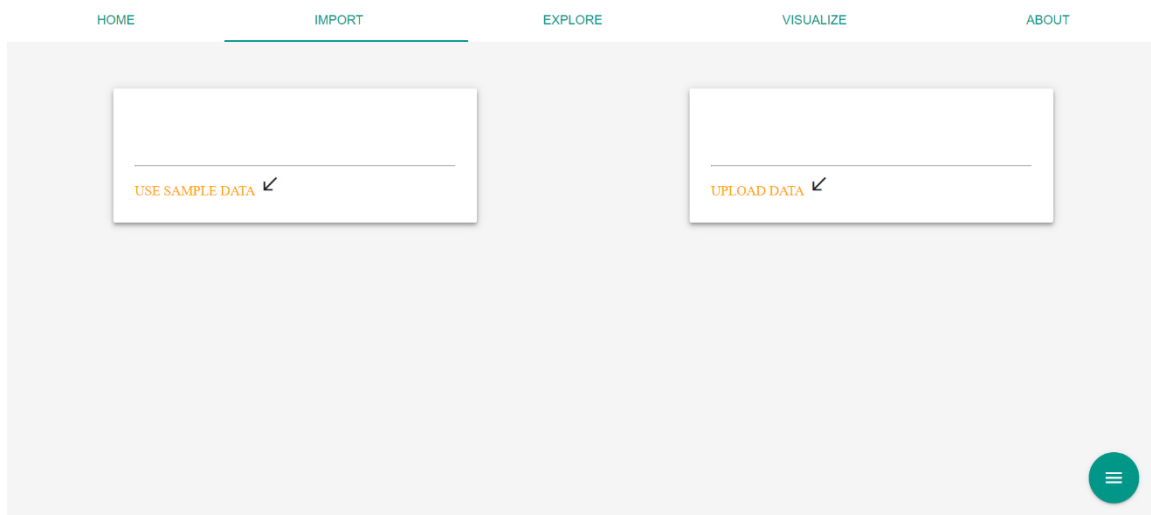 HOME IMPORT EXPLORE VISUALIZE ABOUT
USE SAMPLE DATA UPLOAD DATA